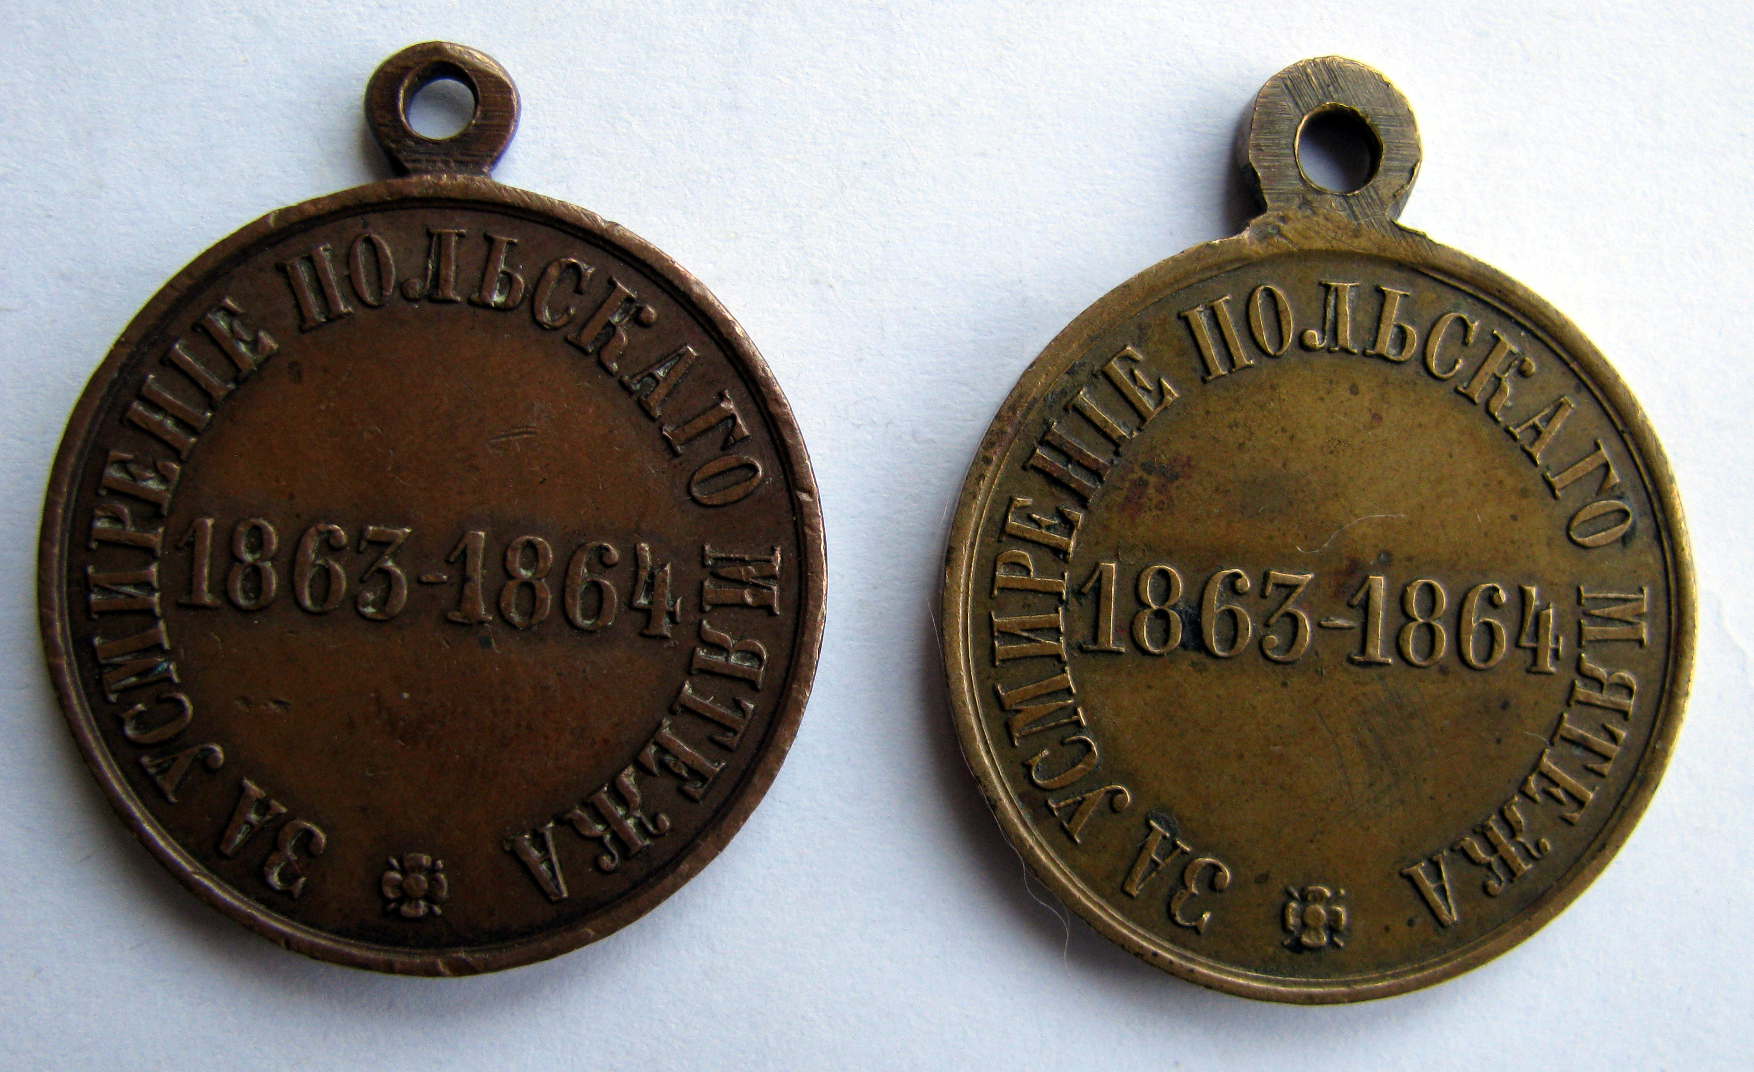 ЗА УСМИРЕНІЕ ПОЛЬСКАГО МЯТЕЖА
1863-1864
ЗА УСМИРЕНІЕ ПОЛЬСКАГО МЯТЕЖА
1863-1864